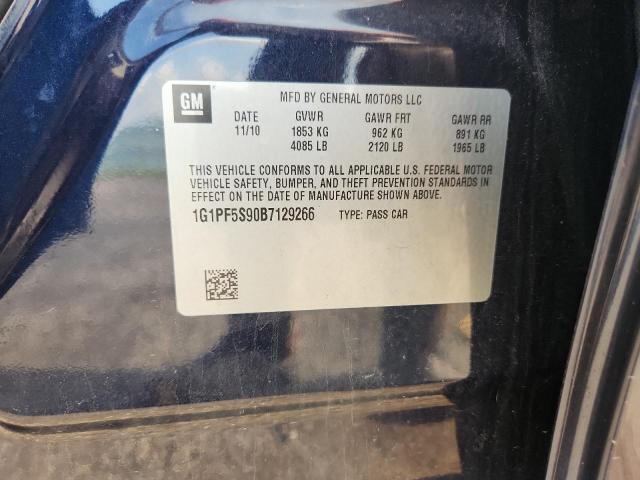 GM
MFD BY GENERAL MOTORS LLC
DATE GVWR GAWR FRT GAWR RR
11/10 1853 KG 962 KG 891 KG
4085 LB 2120 LB 1965 LB
THIS VEHICLE CONFORMS TO ALL APPLICABLE U.S. FEDERAL MOTOR
VEHICLE SAFETY, BUMPER, AND THEFT PREVENTION STANDARDS IN
EFFECT ON THE DATE OF MANUFACTURE SHOWN ABOVE.
1G1PF5S90B7129266 TYPE: PASS CAR